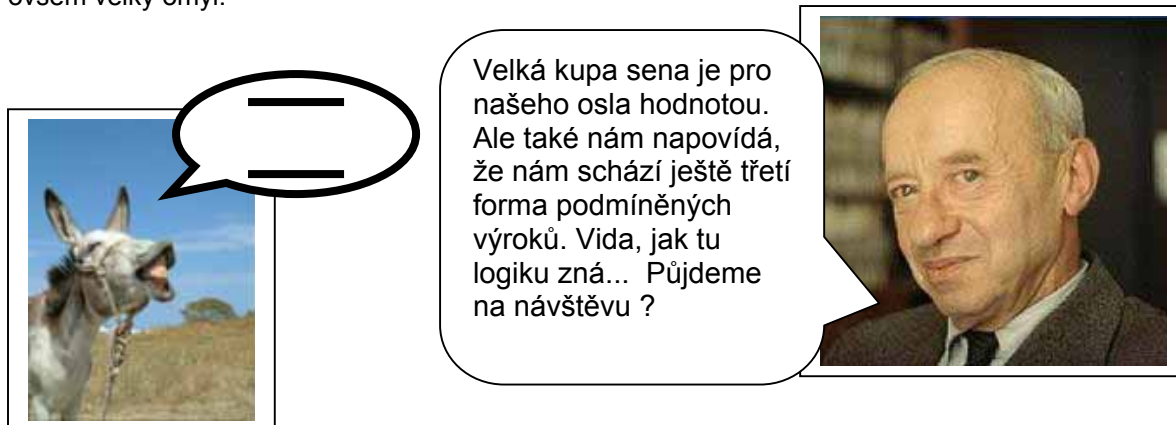 ovšem velký omyl.
Velká kupa sena je pro
našeho osla hodnotou.
Ale také nám napovídá,
že nám schází ještě třetí
forma podmíněných
výroků. Vida, jak tu
logiku zná... Půjdeme
na návštěvu ?